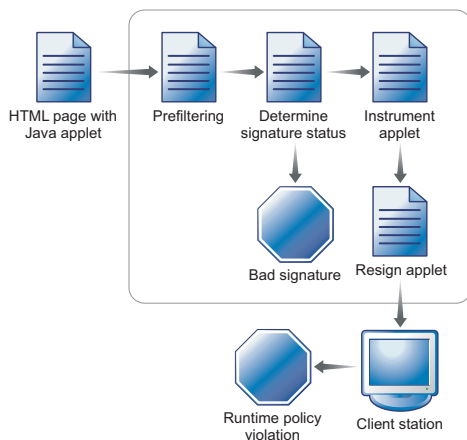 HTML page with
Java applet
Prefiltering
Determine
signature status
Instrument
applet
Bad signature
Resign applet
Runtime policy
violation
Client station